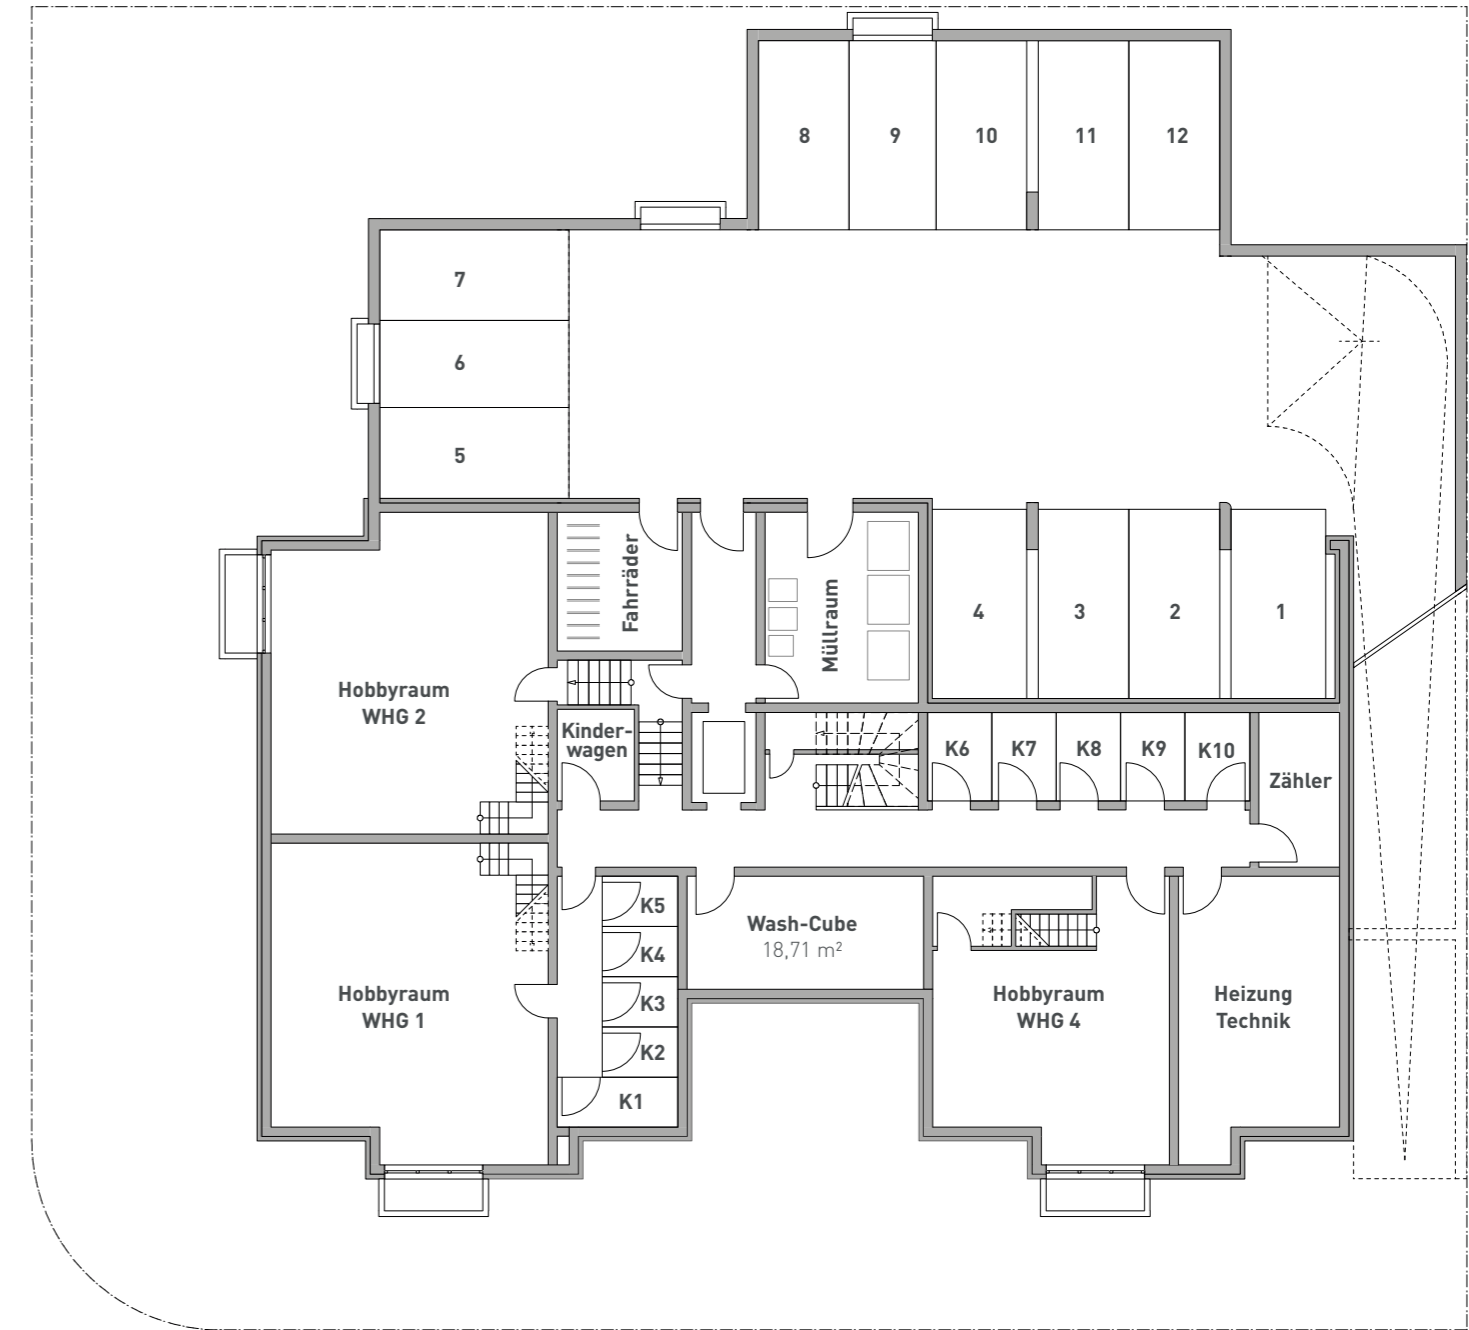 8
9
10
11
12
7
6
5
Fahrräder
Müllraum
4
3
2
1
Hobbyraum
WHG 2
Kinder-
wagen
K6
K7
K8
K9
K10
Zähler
K5
K4
K3
K2
K1
Wash-Cube
18,71 m²
Hobbyraum
WHG 1
Hobbyraum
WHG 4
Heizung
Technik